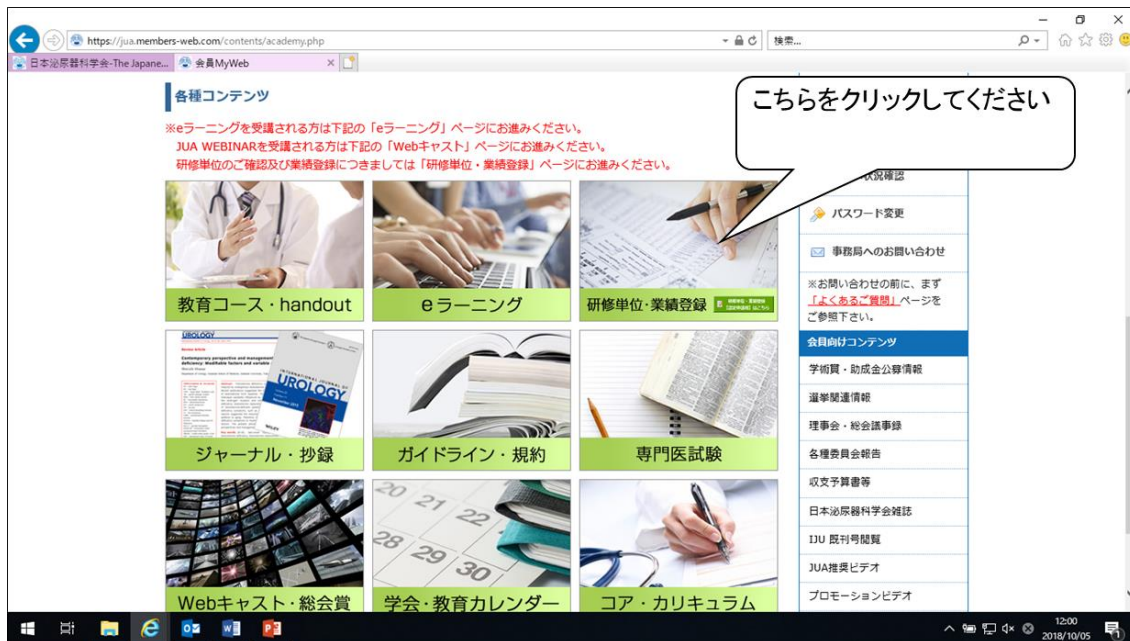 https://jua.members-web.com/contents/academy.php
検索...
日本泌尿器科学会-The Japane...
会員MyWeb
各種コンテンツ
こちらをクリックしてください
※eラーニングを受講される方は下記の「eラーニング」ページにお進みください。
JUA WEBINARを受講される方は下記の「Webキャスト」ページにお進みください。
研修単位のご確認及び業績登録につきましては「研修単位・業績登録」ページにお進みください。
教育コース・handout
eラーニング
研修単位・業績登録
ジャーナル・抄録
UROLOGY
INTERNATIONAL JOURNAL OF
UROLOGY
ガイドライン・規約
専門医試験
Webキャスト・総会賞
学会・教育カレンダー
20 21 22
28 29 30
コア・カリキュラム
状況確認
パスワード変更
事務局へのお問い合わせ
※お問い合わせの前に、まず
「よくあるご質問」ページを
ご参照下さい。
会員向けコンテンツ
学術賞・助成金公募情報
選挙関連情報
理事会・総会議事録
各種委員会報告
収支予算書等
日本泌尿器科学会雑誌
IJU 既刊号閲覧
JUA推奨ビデオ
プロモーションビデオ
12:00
2018/10/05